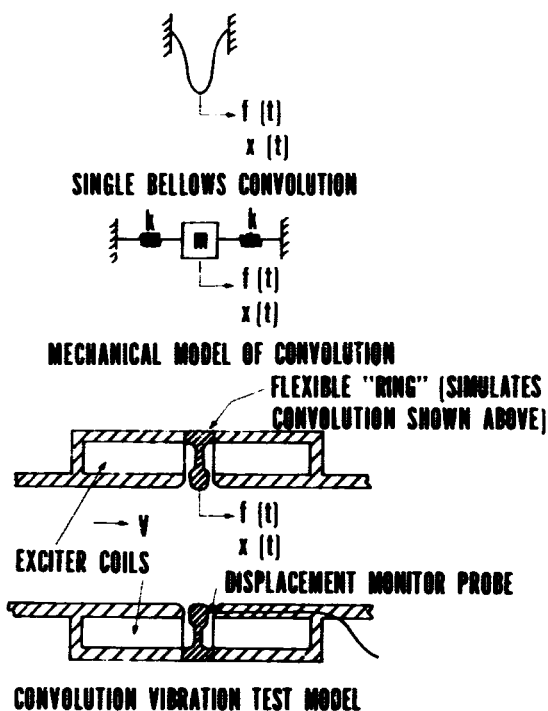 f (t)
x (t)
SINGLE BELLOWS CONVOLUTION
k
k
m
f (t)
x (t)
MECHANICAL MODEL OF CONVOLUTION
FLEXIBLE "RING" (SIMULATES
CONVOLUTION SHOWN ABOVE)
V
f (t)
x (t)
EXCITER COILS
DISPLACEMENT MONITOR PROBE
CONVOLUTION VIBRATION TEST MODEL